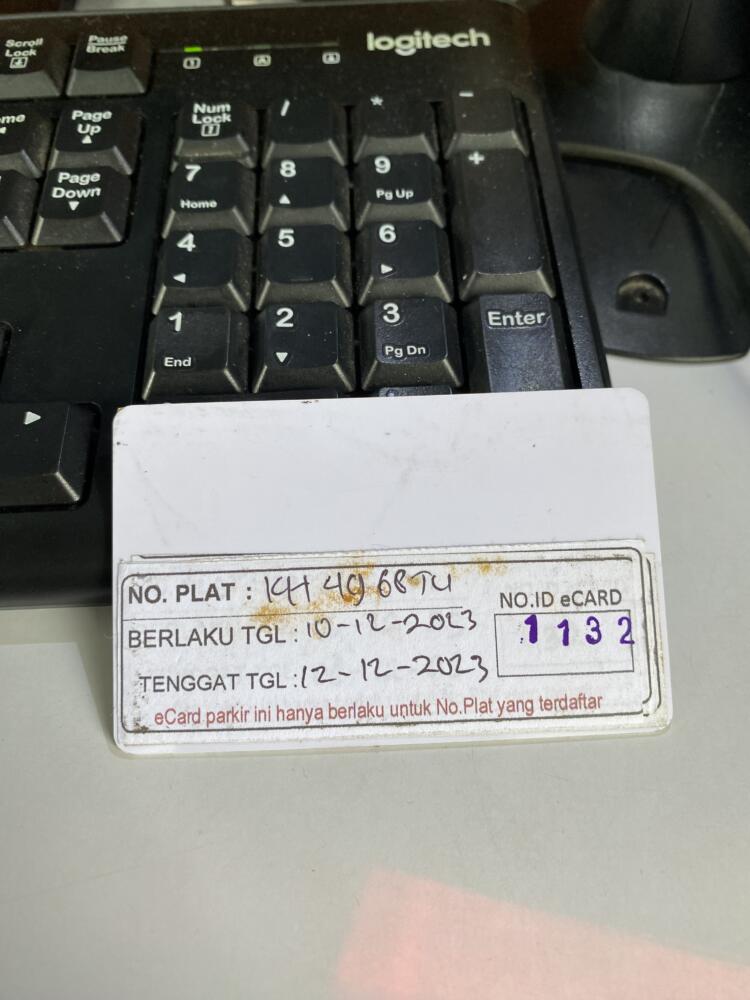 Scroll Lock
Pause Break
logitech
1 A
Home
Page Up
Num Lock
/
*
-
Page Down
7 Home
8
9 Pg Up
+
4
5
6
1 End
2
3 Pg Dn
Enter
NO. PLAT : KH 4968 TU
NO.ID eCARD
BERLAKU TGL : 10-12-2023
1132
TENGGAT TGL : 12-12-2023
eCard parkir ini hanya berlaku untuk No.Plat yang terdaftar